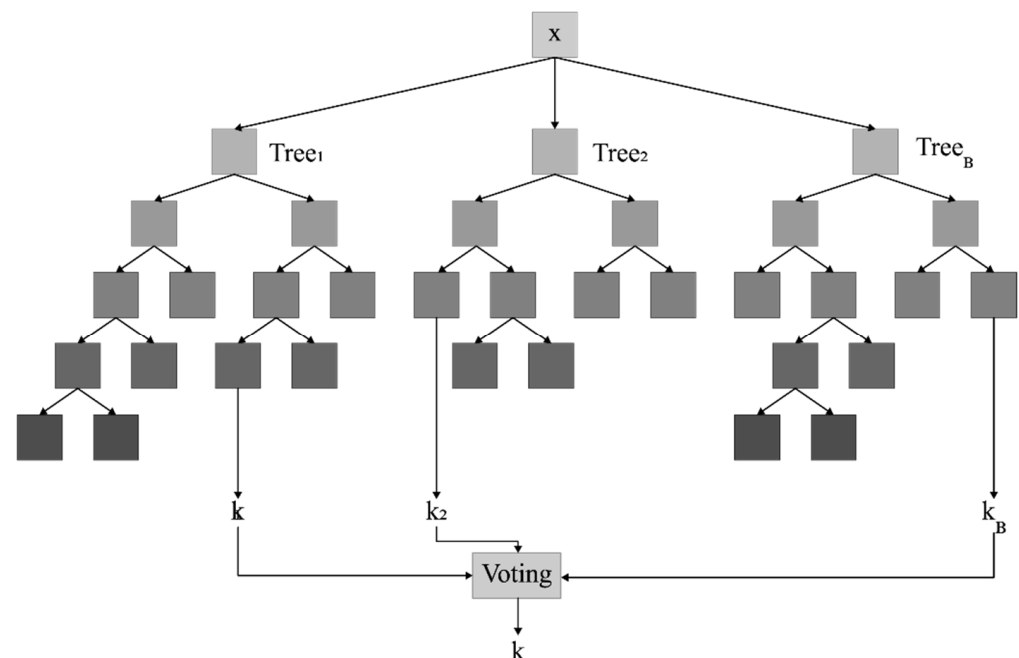 x
Tree₁
Tree₂
Tree_B
k
k₂
k_B
Voting
k